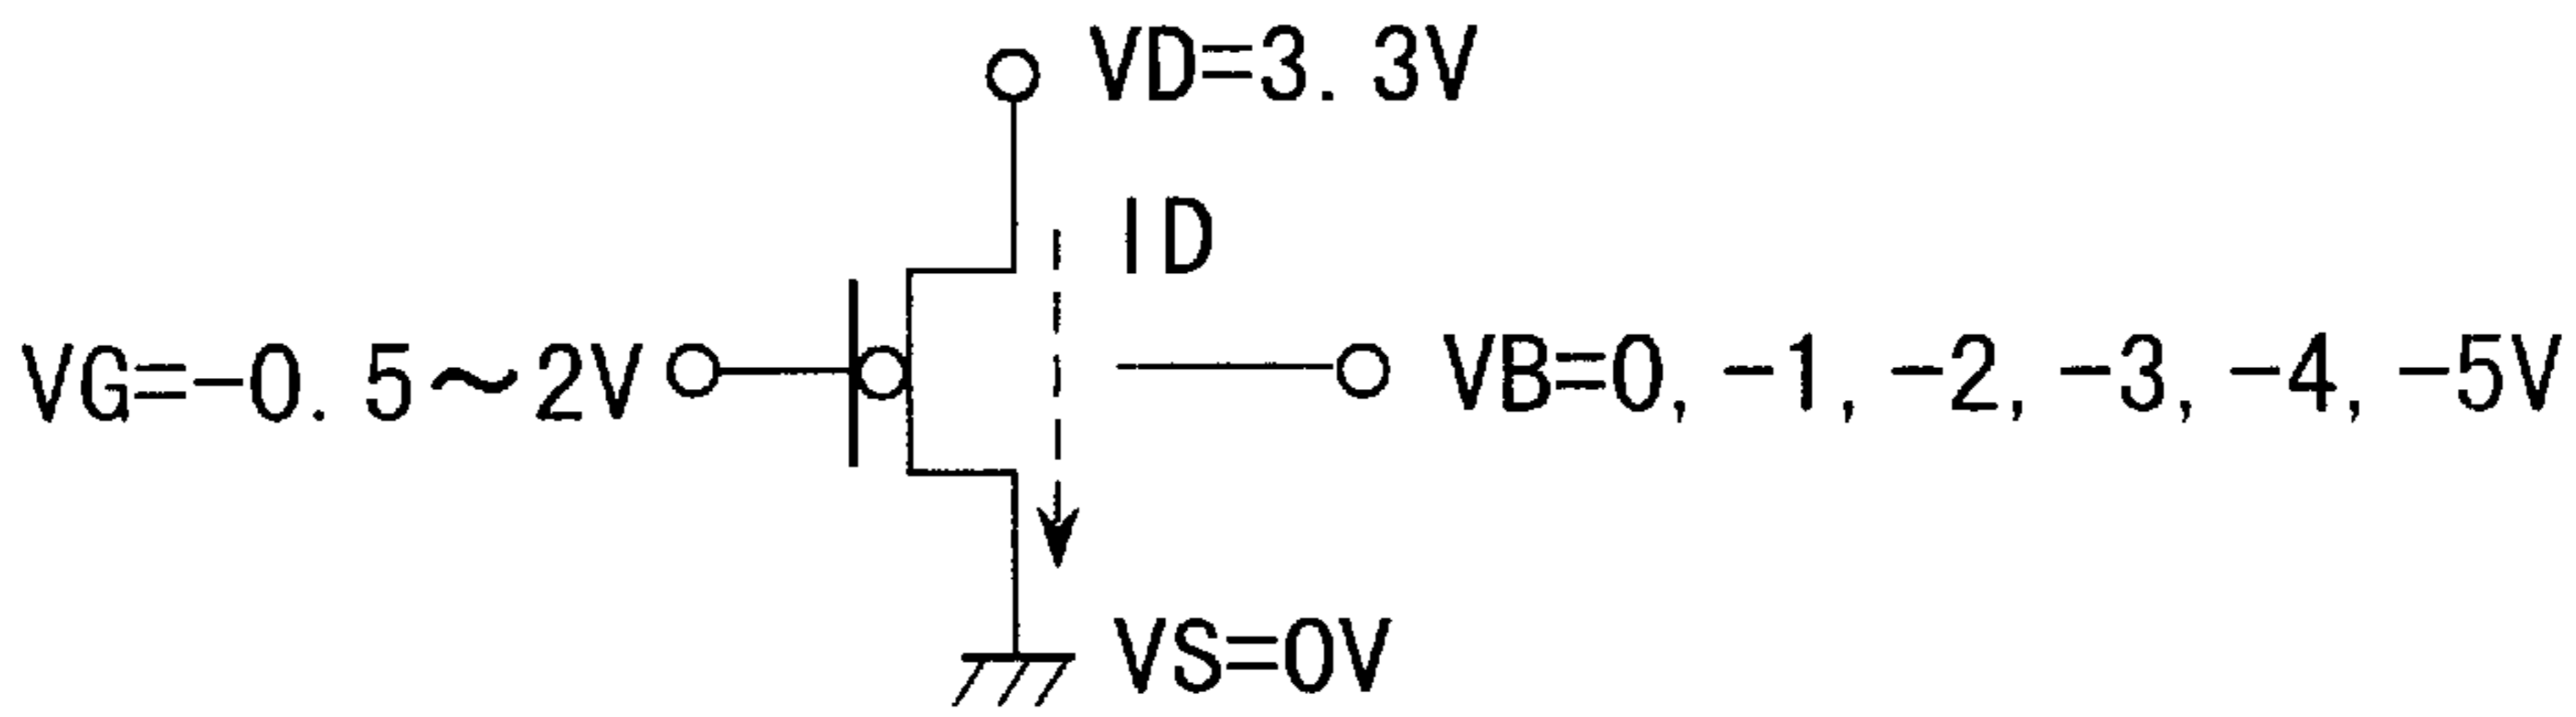 VD=3.3V
ID
VG=-0.5~2V
VB=0,-1,-2,-3,-4,-5V
VS=0V